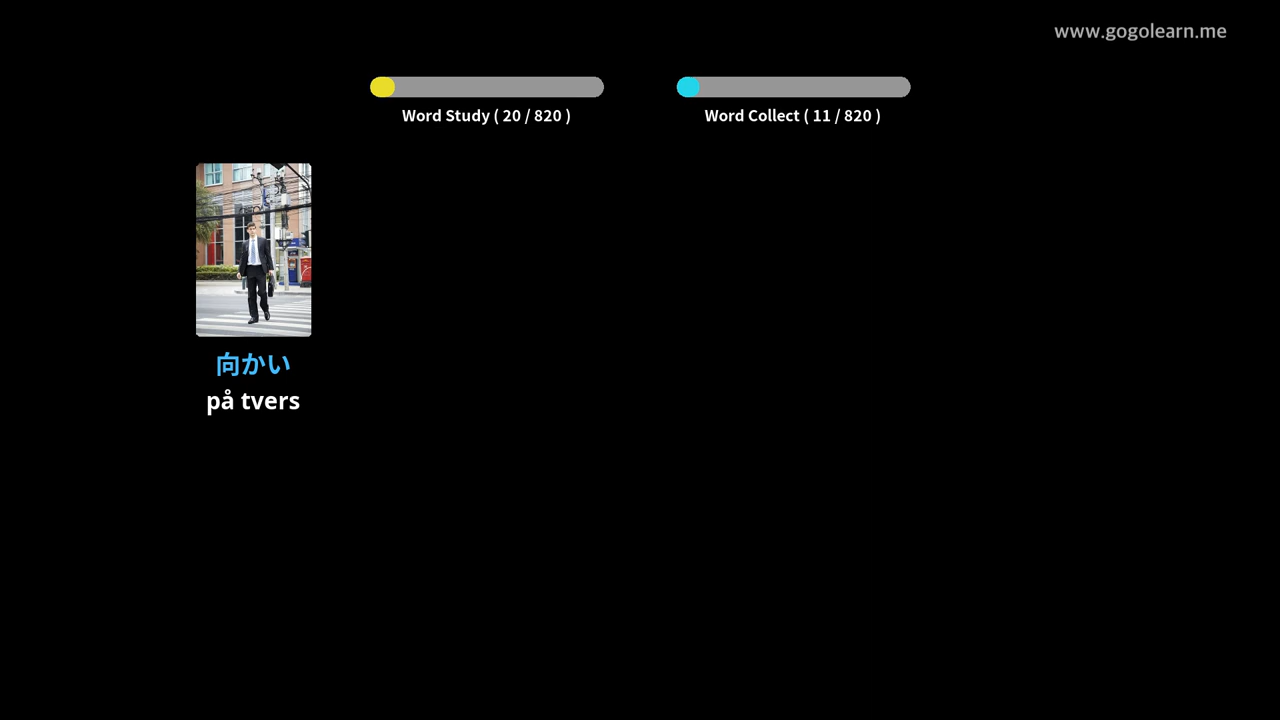 www.gogolearn.me
Word Study ( 20 / 820 )
Word Collect ( 11 / 820 )
向かい
på tvers